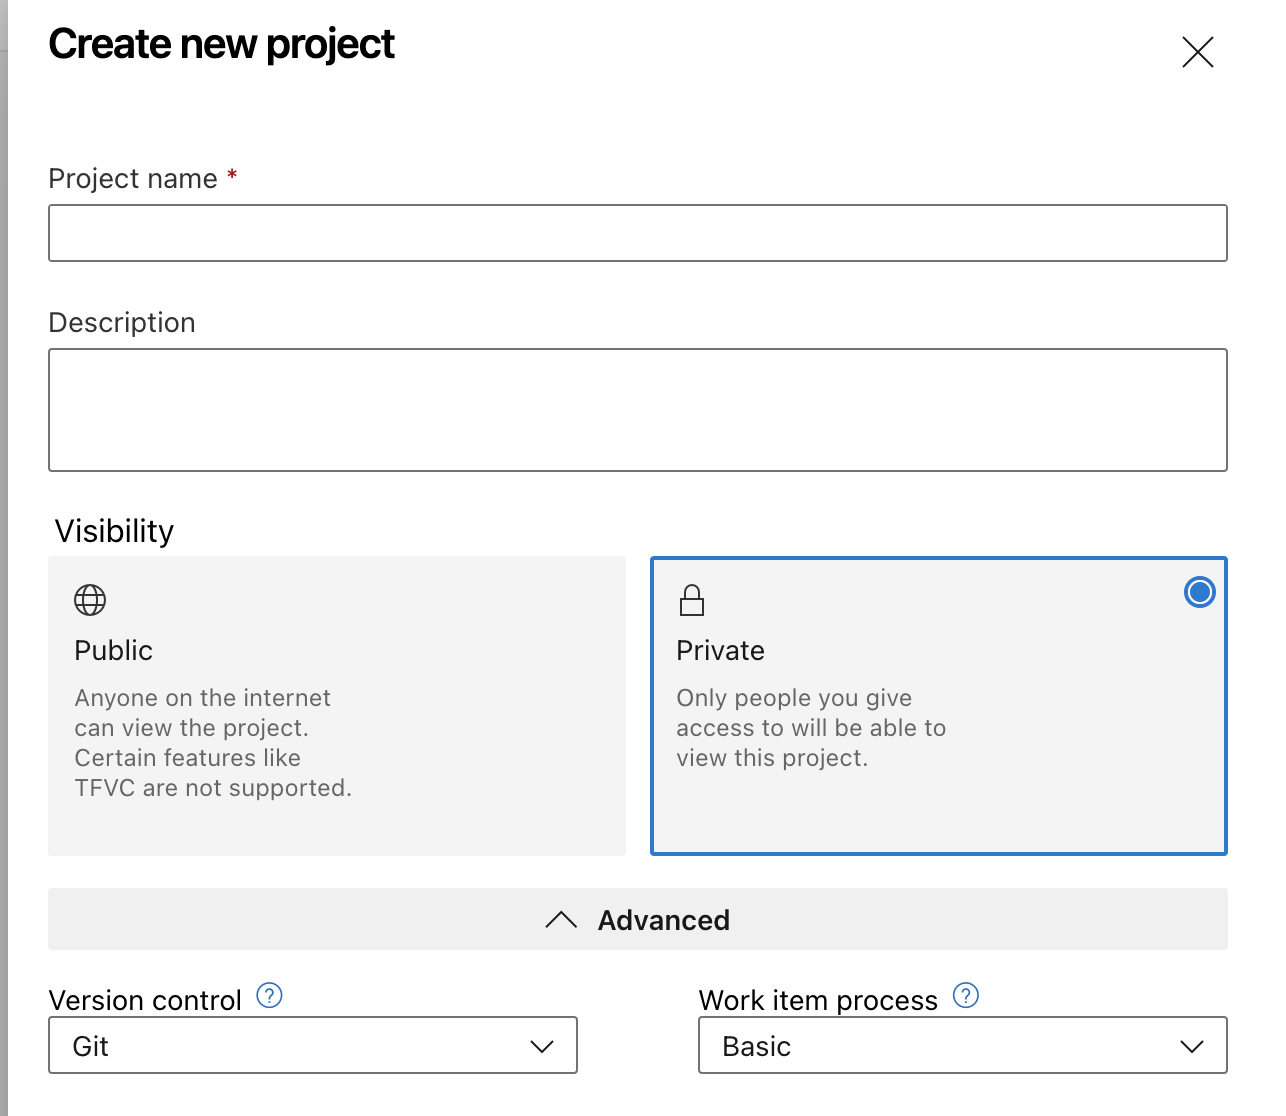 Create new project
Project name *
Description
Visibility
Public
Anyone on the internet
can view the project.
Certain features like
TFVC are not supported.
Private
Only people you give
access to will be able to
view this project.
Advanced
Version control ?
Git
Work item process ?
Basic